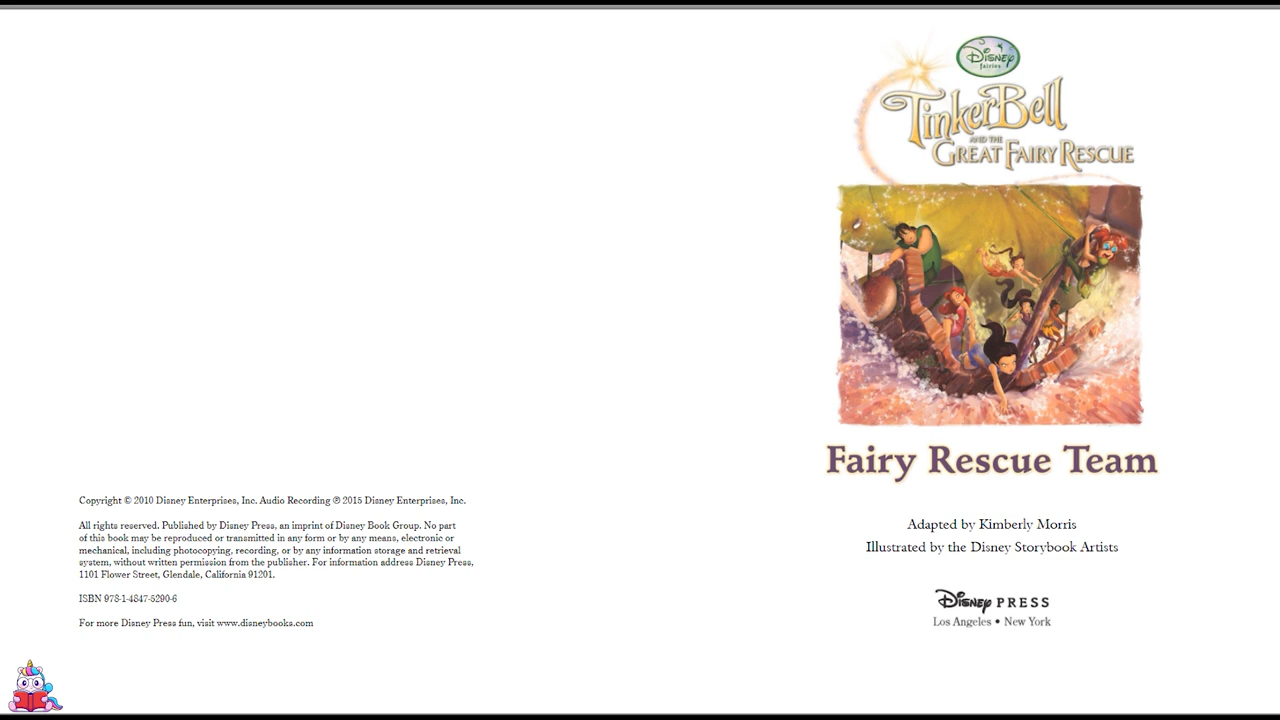 Copyright © 2010 Disney Enterprises, Inc. Audio Recording ℗ 2015 Disney Enterprises, Inc.
All rights reserved. Published by Disney Press, an imprint of Disney Book Group. No part
of this book may be reproduced or transmitted in any form or by any means, electronic or
mechanical, including photocopying, recording, or by any information storage and retrieval
system, without written permission from the publisher. For information address Disney Press,
1101 Flower Street, Glendale, California 91201.
ISBN 978-1-4847-5290-6
For more Disney Press fun, visit www.disneybooks.com
Disney
fairies
TinkerBell
AND THE
GREAT FAIRY RESCUE
Fairy Rescue Team
Adapted by Kimberly Morris
Illustrated by the Disney Storybook Artists
Disney PRESS
Los Angeles • New York